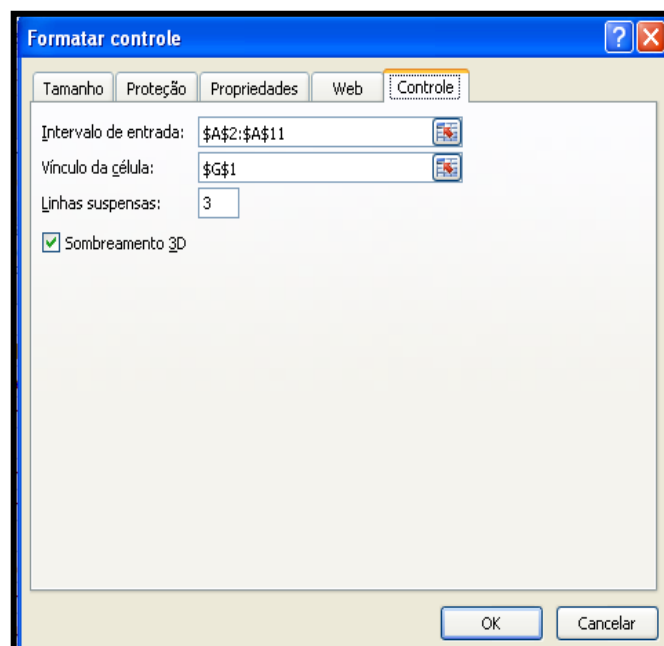 Formatar controle
Tamanho Proteção Propriedades Web Controle
Intervalo de entrada: $A$2:$A$11
Vínculo da célula: $G$1
Linhas suspensas: 3
Sombreamento 3D
OK Cancelar